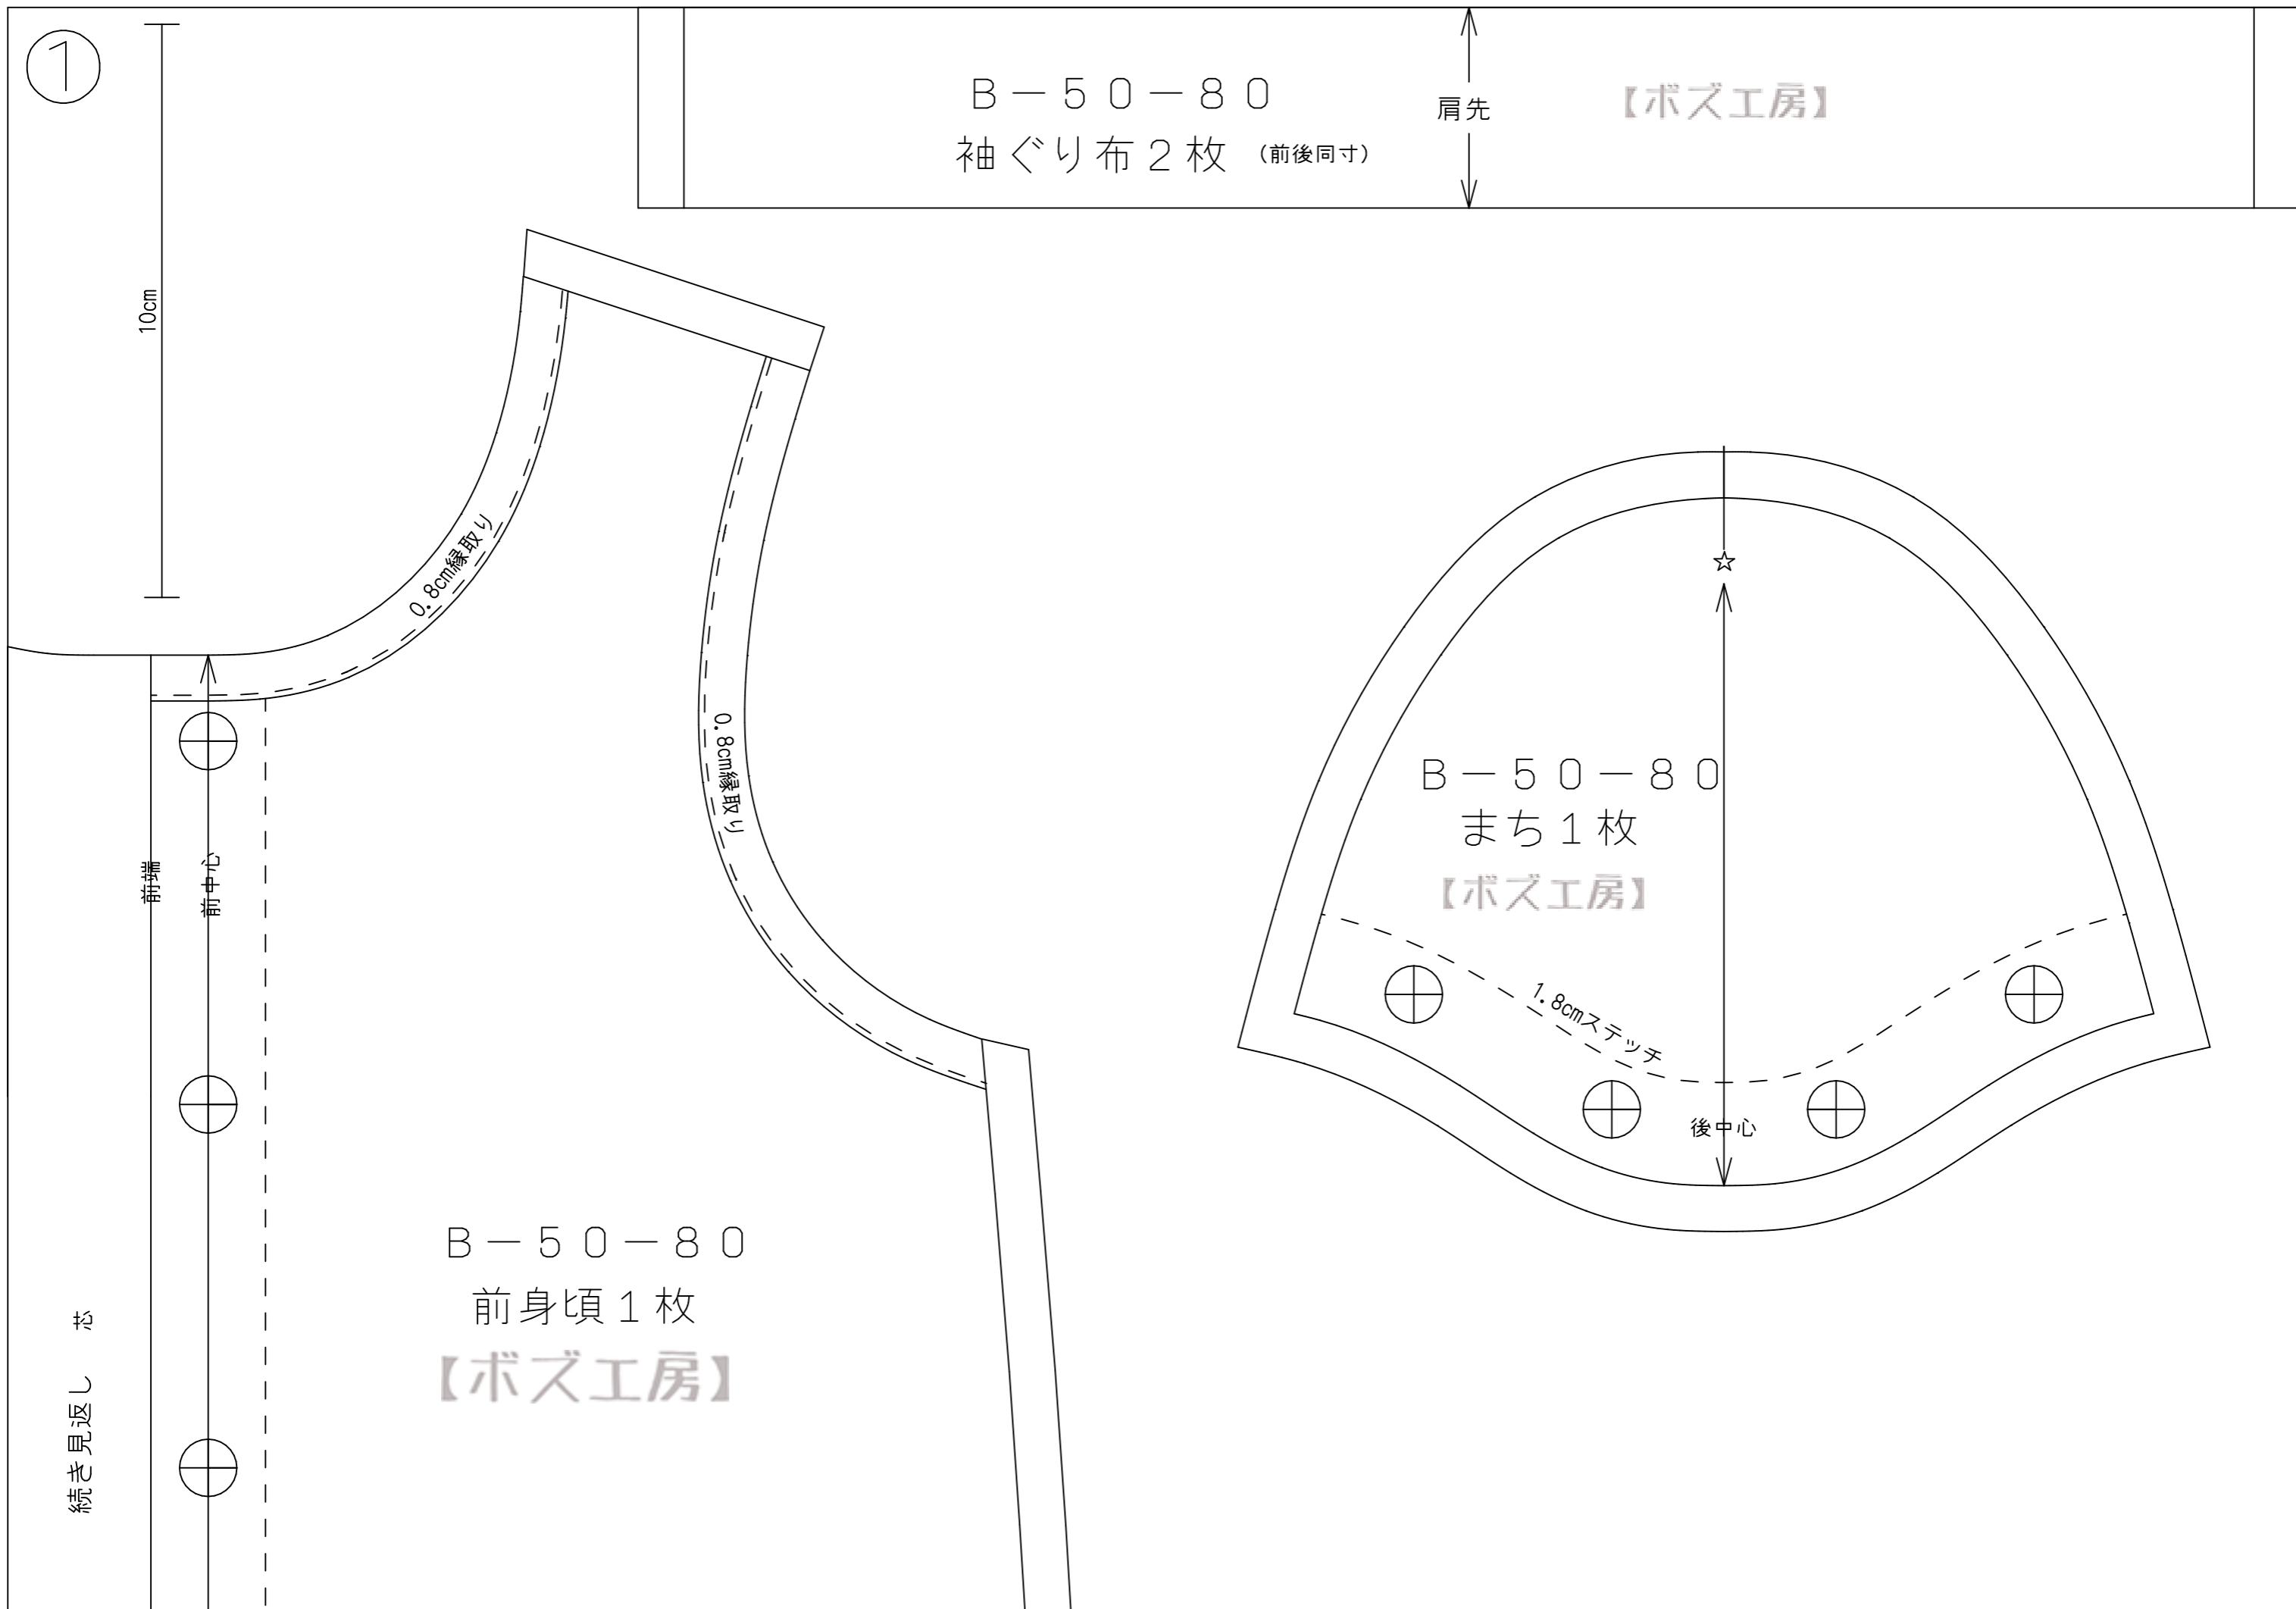 ①
10cm
B－50－80
袖ぐり布2枚 (前後同寸)
肩先
【ボズ工房】
0.8cm縁取り
0.8cm縁取り
前端
前中心
B－50－80
まち1枚
【ボズ工房】
☆
1.8cmステッチ
後中心
B－50－80
前身頃1枚
【ボズ工房】
続き見返し 芯